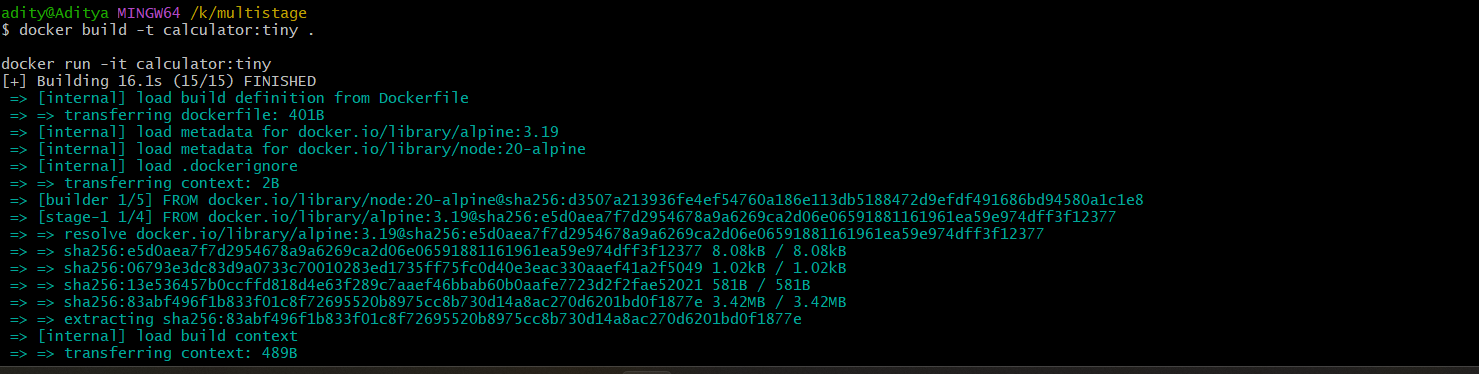 adity@Aditya MINGW64 /k/multistage
$ docker build -t calculator:tiny .
docker run -it calculator:tiny
[+] Building 16.1s (15/15) FINISHED
=> [internal] load build definition from Dockerfile
=> => transferring dockerfile: 401B
=> [internal] load metadata for docker.io/library/alpine:3.19
=> [internal] load metadata for docker.io/library/node:20-alpine
=> [internal] load .dockerignore
=> => transferring context: 2B
=> [builder 1/5] FROM docker.io/library/node:20-alpine@sha256:d3507a213936fe4ef54760a186e113db5188472d9efdf491686bd94580a1c1e8
=> [stage-1 1/4] FROM docker.io/library/alpine:3.19@sha256:e5d0aea7f7d2954678a9a6269ca2d06e06591881161961ea59e974dff3f12377
=> => resolve docker.io/library/alpine:3.19@sha256:e5d0aea7f7d2954678a9a6269ca2d06e06591881161961ea59e974dff3f12377
=> => sha256:e5d0aea7f7d2954678a9a6269ca2d06e06591881161961ea59e974dff3f12377 8.08kB / 8.08kB
=> => sha256:06793e3dc83d9a0733c70010283ed1735ff75fc0d40e3eac330aaef41a2f5049 1.02kB / 1.02kB
=> => sha256:13e536457b0ccffd818d4e63f289c7aaef46bbab60b0aafe7723d2f2fae52021 581B / 581B
=> => sha256:83abf496f1b833f01c8f72695520b8975cc8b730d14a8ac270d6201bd0f1877e 3.42MB / 3.42MB
=> => extracting sha256:83abf496f1b833f01c8f72695520b8975cc8b730d14a8ac270d6201bd0f1877e
=> [internal] load build context
=> => transferring context: 489B